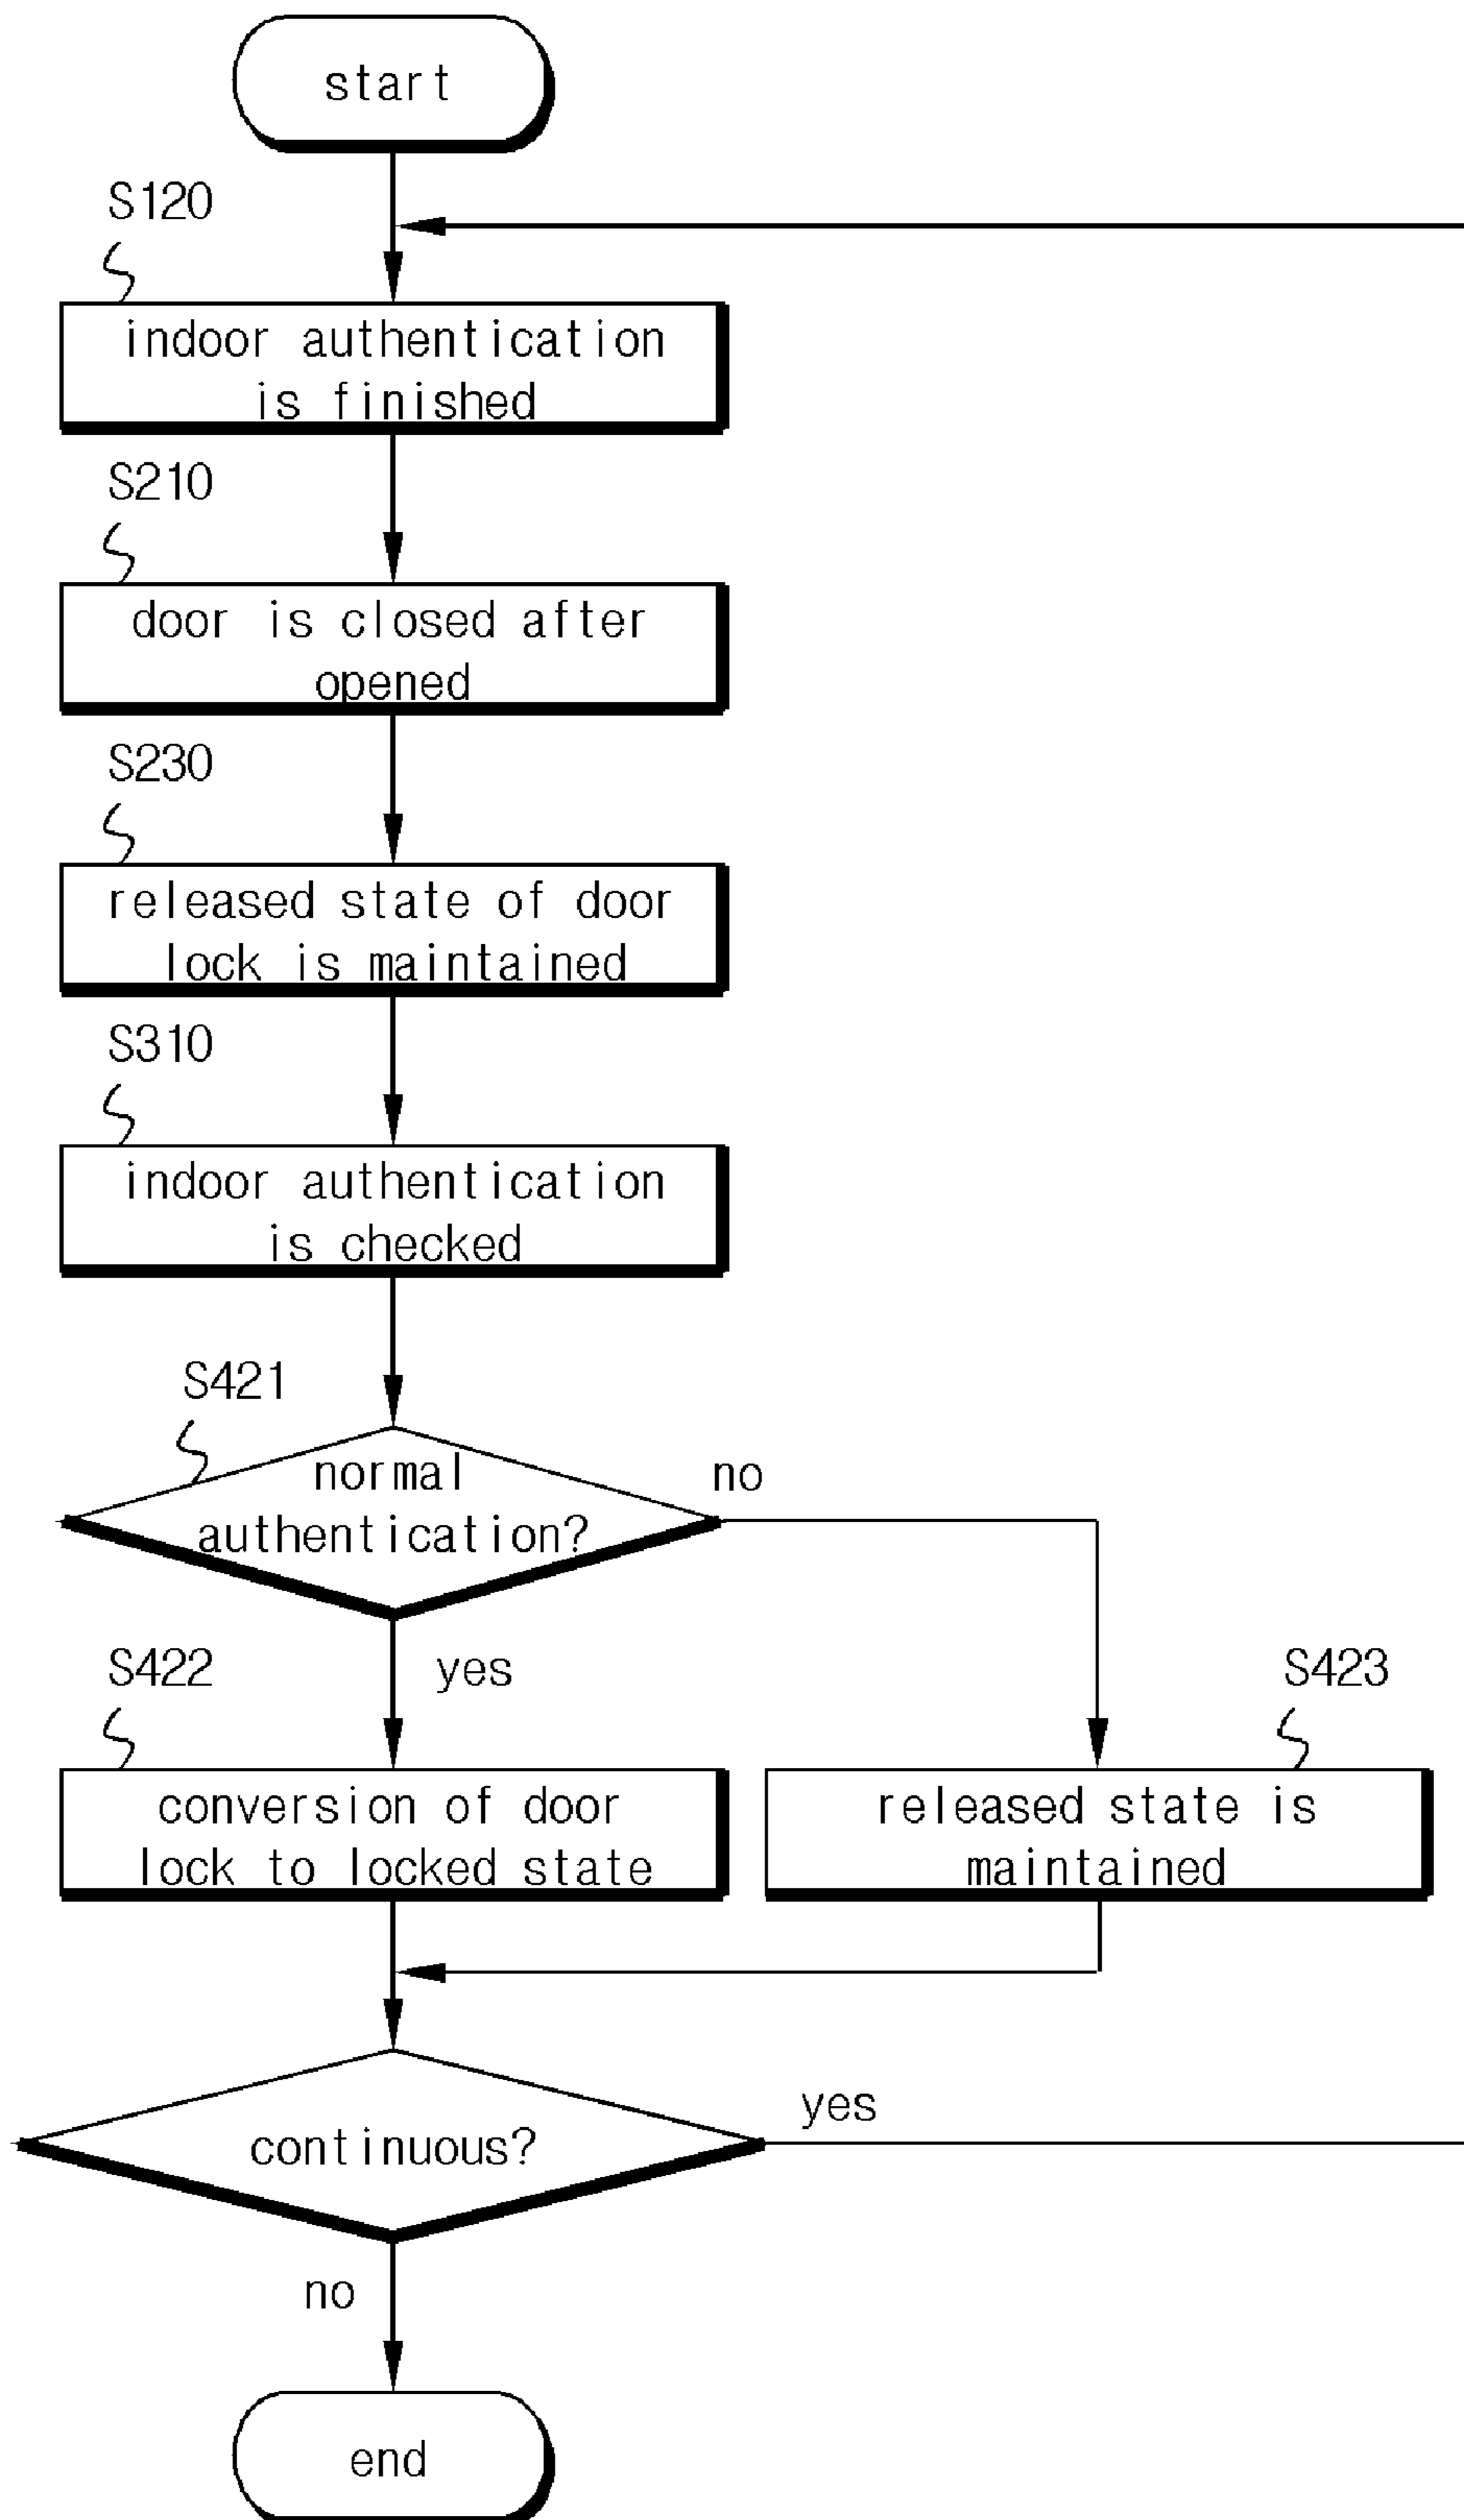 start
S120
indoor authentication
is finished
S210
door is closed after
opened
S230
released state of door
lock is maintained
S310
indoor authentication
is checked
S421
normal
authentication?
no
yes
S422
conversion of door
lock to locked state
S423
released state is
maintained
continuous?
yes
no
end